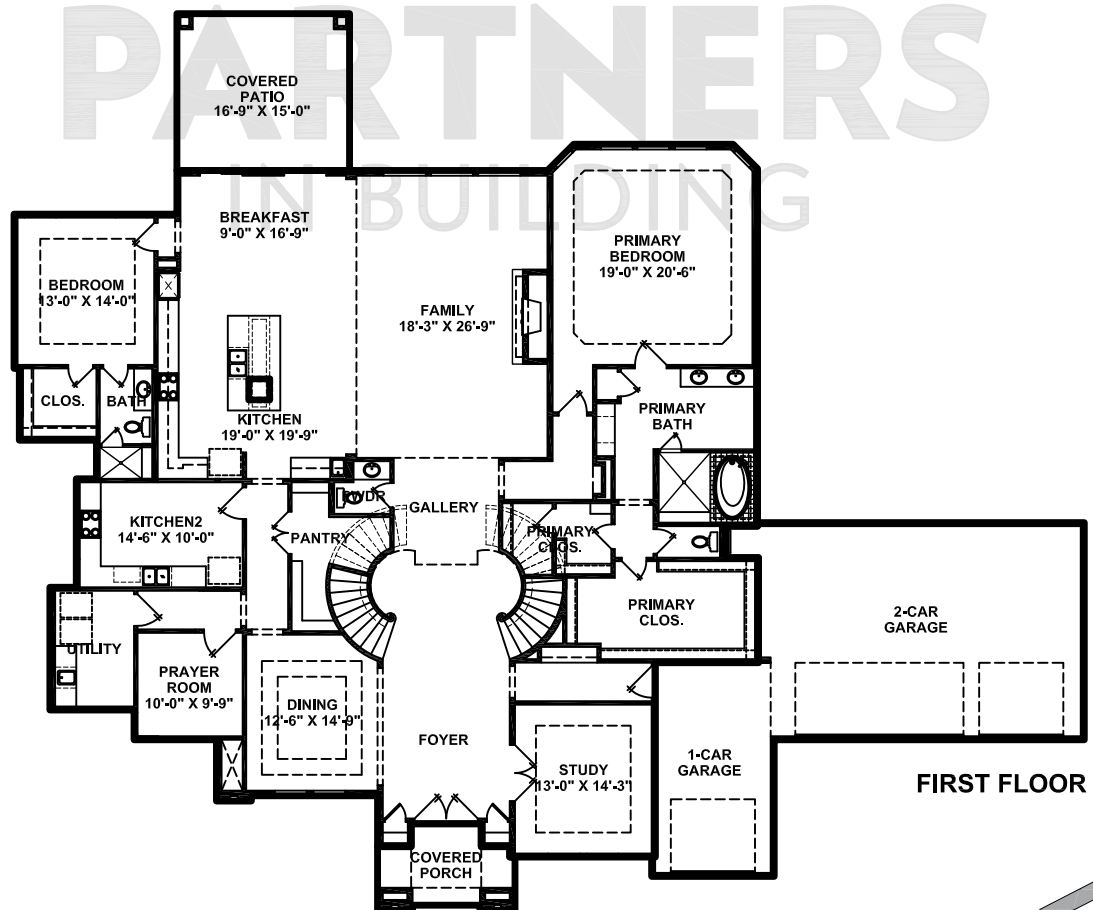 PARTNERS
IN BUILDING
COVERED
PATIO
16'-9" X 15'-0"
BREAKFAST
9'-0" X 16'-9"
PRIMARY
BEDROOM
19'-0" X 20'-6"
BEDROOM
13'-0" X 14'-0"
FAMILY
18'-3" X 26'-9"
CLOS.
BATH
KITCHEN
19'-0" X 19'-9"
PRIMARY
BATH
PWDR
GALLERY
KITCHEN2
14'-6" X 10'-0"
PANTRY
PRIMARY
CLOS.
PRIMARY
CLOS.
2-CAR
GARAGE
UTILITY
PRAYER
ROOM
10'-0" X 9'-9"
DINING
12'-6" X 14'-9"
FOYER
STUDY
13'-0" X 14'-3"
1-CAR
GARAGE
FIRST FLOOR
COVERED
PORCH